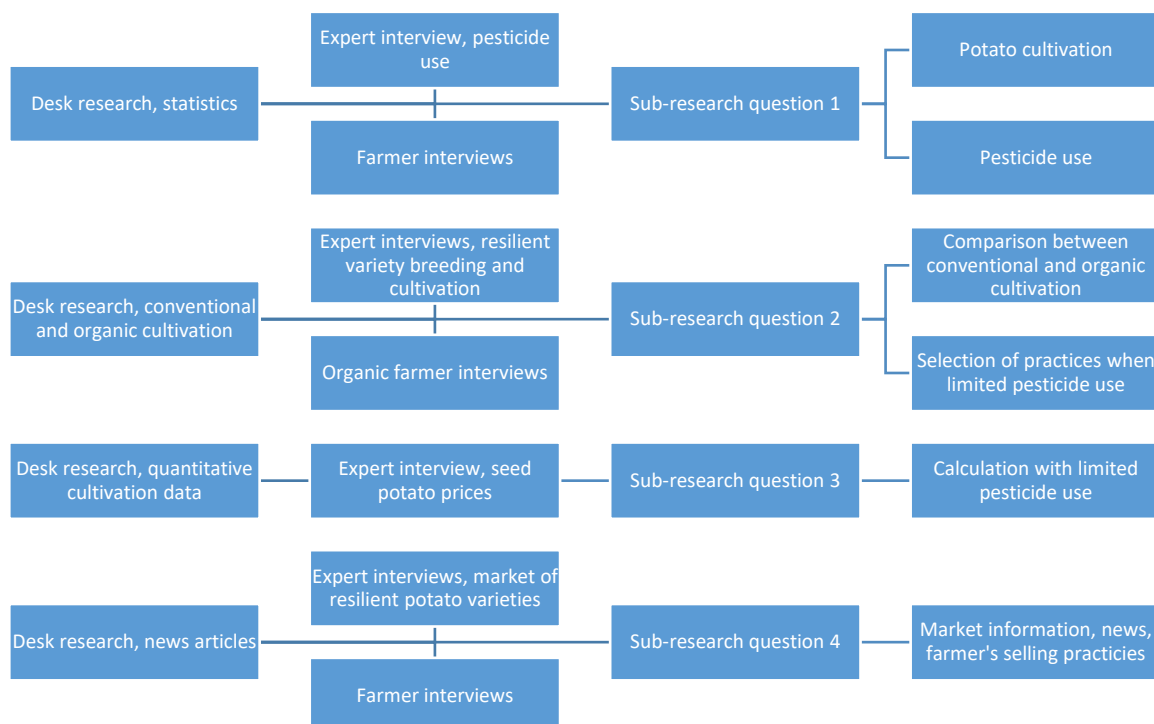 Expert interview, pesticide
use
Desk research, statistics
Farmer interviews
Sub-research question 1
Potato cultivation
Pesticide use
Expert interviews, resilient
variety breeding and
cultivation
Desk research, conventional
and organic cultivation
Organic farmer interviews
Sub-research question 2
Comparison between
conventional and organic
cultivation
Selection of practices when
limited pesticide use
Desk research, quantitative
cultivation data
Expert interview, seed
potato prices
Sub-research question 3
Calculation with limited
pesticide use
Expert interviews, market of
resilient potato varieties
Desk research, news articles
Farmer interviews
Sub-research question 4
Market information, news,
farmer's selling practicies